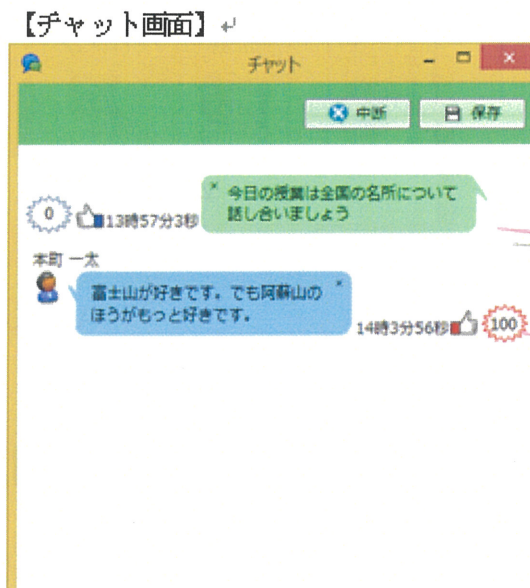 【チャット画面】
チャット
中断
保存
0
13時57分3秒
今日の授業は全国の名所について
話し合いましょう
本町 一太
富士山が好きです。でも阿蘇山の
ほうがもっと好きです。
14時3分56秒
100